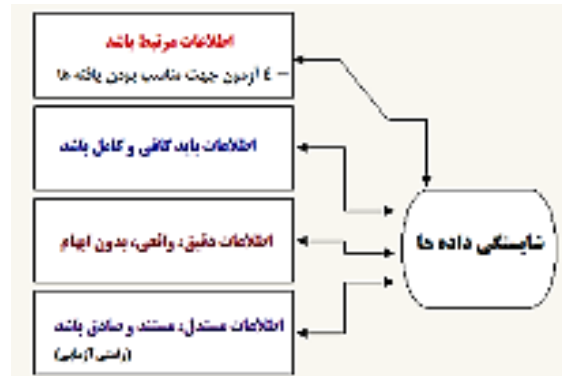 اطلاعات مرتبط باشد
– ٤ آزمون جهت مناسب بودن یافته ها
اطلاعات باید کافی و کامل باشد
اطلاعات دقیق، واقعی، بدون ابهام
اطلاعات مستدل، مستند و صادق باشد
(راستی آزمایی)
شایستگی داده ها